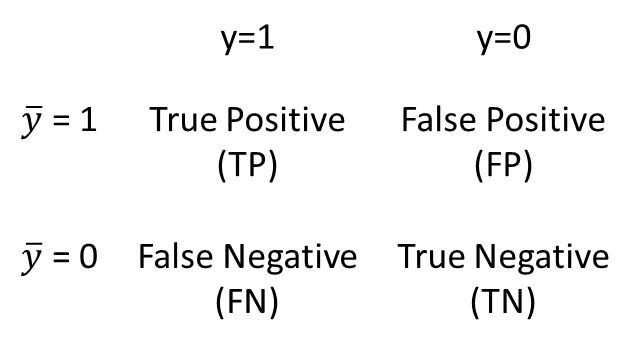 y=1 y=0
ȳ = 1 True Positive False Positive
(TP) (FP)
ȳ = 0 False Negative True Negative
(FN) (TN)